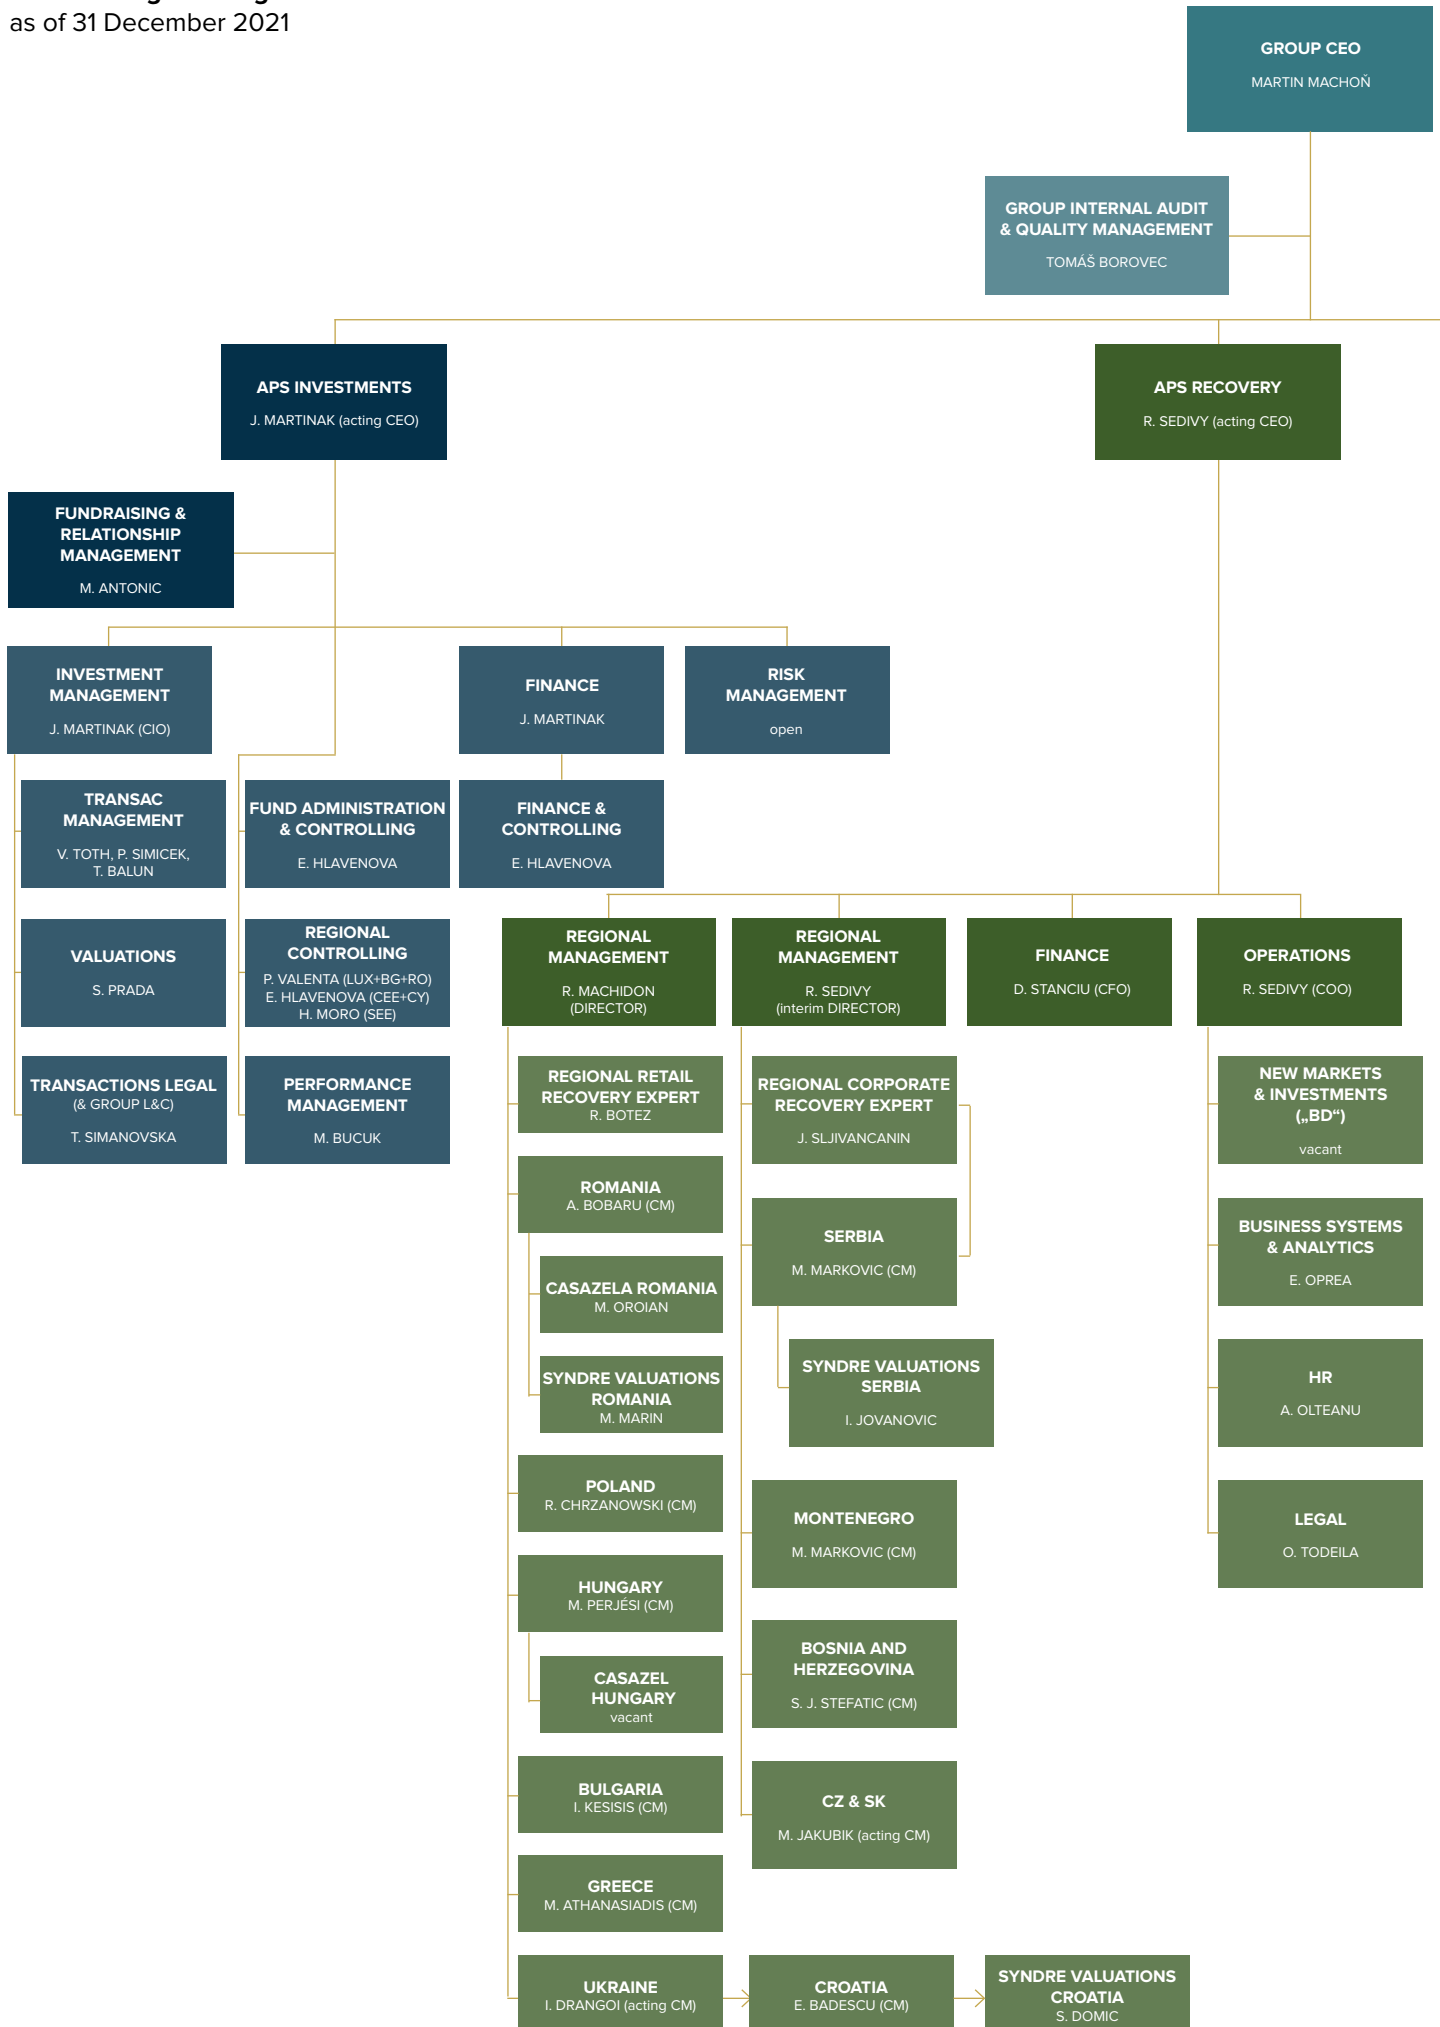 as of 31 December 2021
GROUP CEO
MARTIN MACHOŇ
GROUP INTERNAL AUDIT
& QUALITY MANAGEMENT
TOMÁŠ BOROVEC
APS INVESTMENTS
J. MARTINAK (acting CEO)
APS RECOVERY
R. SEDIVY (acting CEO)
FUNDRAISING &
RELATIONSHIP
MANAGEMENT
M. ANTONIC
INVESTMENT
MANAGEMENT
J. MARTINAK (CIO)
FINANCE
J. MARTINAK
RISK
MANAGEMENT
open
TRANSAC
MANAGEMENT
V. TOTH, P. SIMICEK,
T. BALUN
FUND ADMINISTRATION
& CONTROLLING
E. HLAVENOVA
FINANCE &
CONTROLLING
E. HLAVENOVA
VALUATIONS
S. PRADA
REGIONAL
CONTROLLING
P. VALENTA (LUX+BG+RO)
E. HLAVENOVA (CEE+CY)
H. MORO (SEE)
TRANSACTIONS LEGAL
(& GROUP L&C)
T. SIMANOVSKA
PERFORMANCE
MANAGEMENT
M. BUCUK
REGIONAL
MANAGEMENT
R. MACHIDON
(DIRECTOR)
REGIONAL
MANAGEMENT
R. SEDIVY
(interim DIRECTOR)
FINANCE
D. STANCIU (CFO)
OPERATIONS
R. SEDIVY (COO)
REGIONAL RETAIL
RECOVERY EXPERT
R. BOTEZ
ROMANIA
A. BOBARU (CM)
CASAZELA ROMANIA
M. OROIAN
SYNDRE VALUATIONS
ROMANIA
M. MARIN
POLAND
R. CHRZANOWSKI (CM)
HUNGARY
M. PERJÉSI (CM)
CASAZEL
HUNGARY
vacant
BULGARIA
I. KESISIS (CM)
GREECE
M. ATHANASIADIS (CM)
UKRAINE
I. DRANGOI (acting CM)
CROATIA
E. BADESCU (CM)
SYNDRE VALUATIONS
CROATIA
S. DOMIC
REGIONAL CORPORATE
RECOVERY EXPERT
J. SLJIVANCANIN
SERBIA
M. MARKOVIC (CM)
SYNDRE VALUATIONS
SERBIA
I. JOVANOVIC
MONTENEGRO
M. MARKOVIC (CM)
BOSNIA AND
HERZEGOVINA
S. J. STEFATIC (CM)
CZ & SK
M. JAKUBIK (acting CM)
NEW MARKETS
& INVESTMENTS
(„BD“)
vacant
BUSINESS SYSTEMS
& ANALYTICS
E. OPREA
HR
A. OLTEANU
LEGAL
O. TODEILA